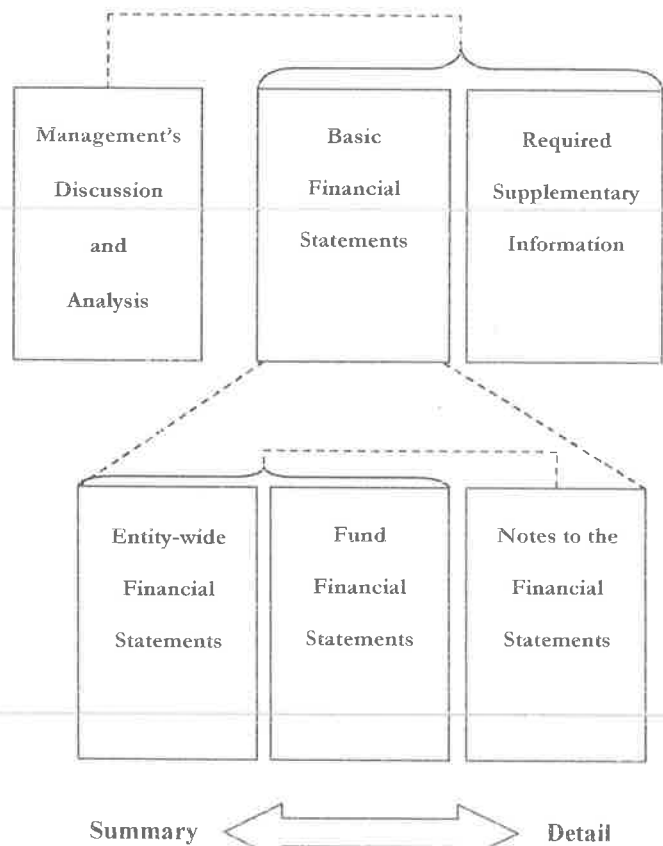 Management's
Discussion
and
Analysis
Basic
Financial
Statements
Required
Supplementary
Information
Entity-wide
Financial
Statements
Fund
Financial
Statements
Notes to the
Financial
Statements
Summary
Detail